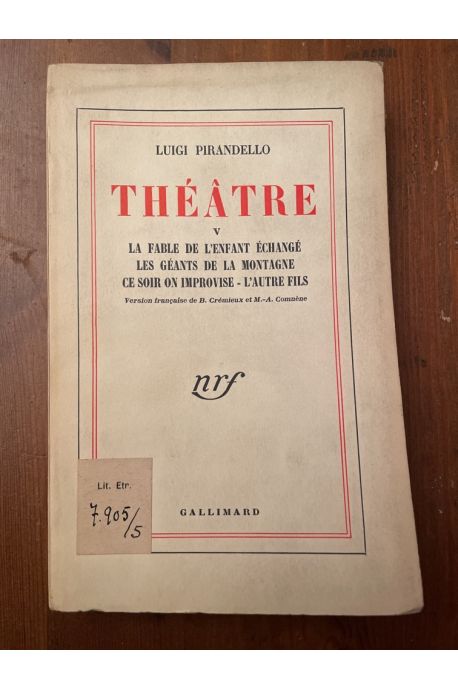 LUIGI PIRANDELLO
THÉÂTRE
V
LA FABLE DE L'ENFANT ÉCHANGÉ
LES GÉANTS DE LA MONTAGNE
CE SOIR ON IMPROVISE - L'AUTRE FILS
Version française de B. Crémieux et M.-A. Comnène
nrf
Lit. Etr.
7.905/5
GALLIMARD